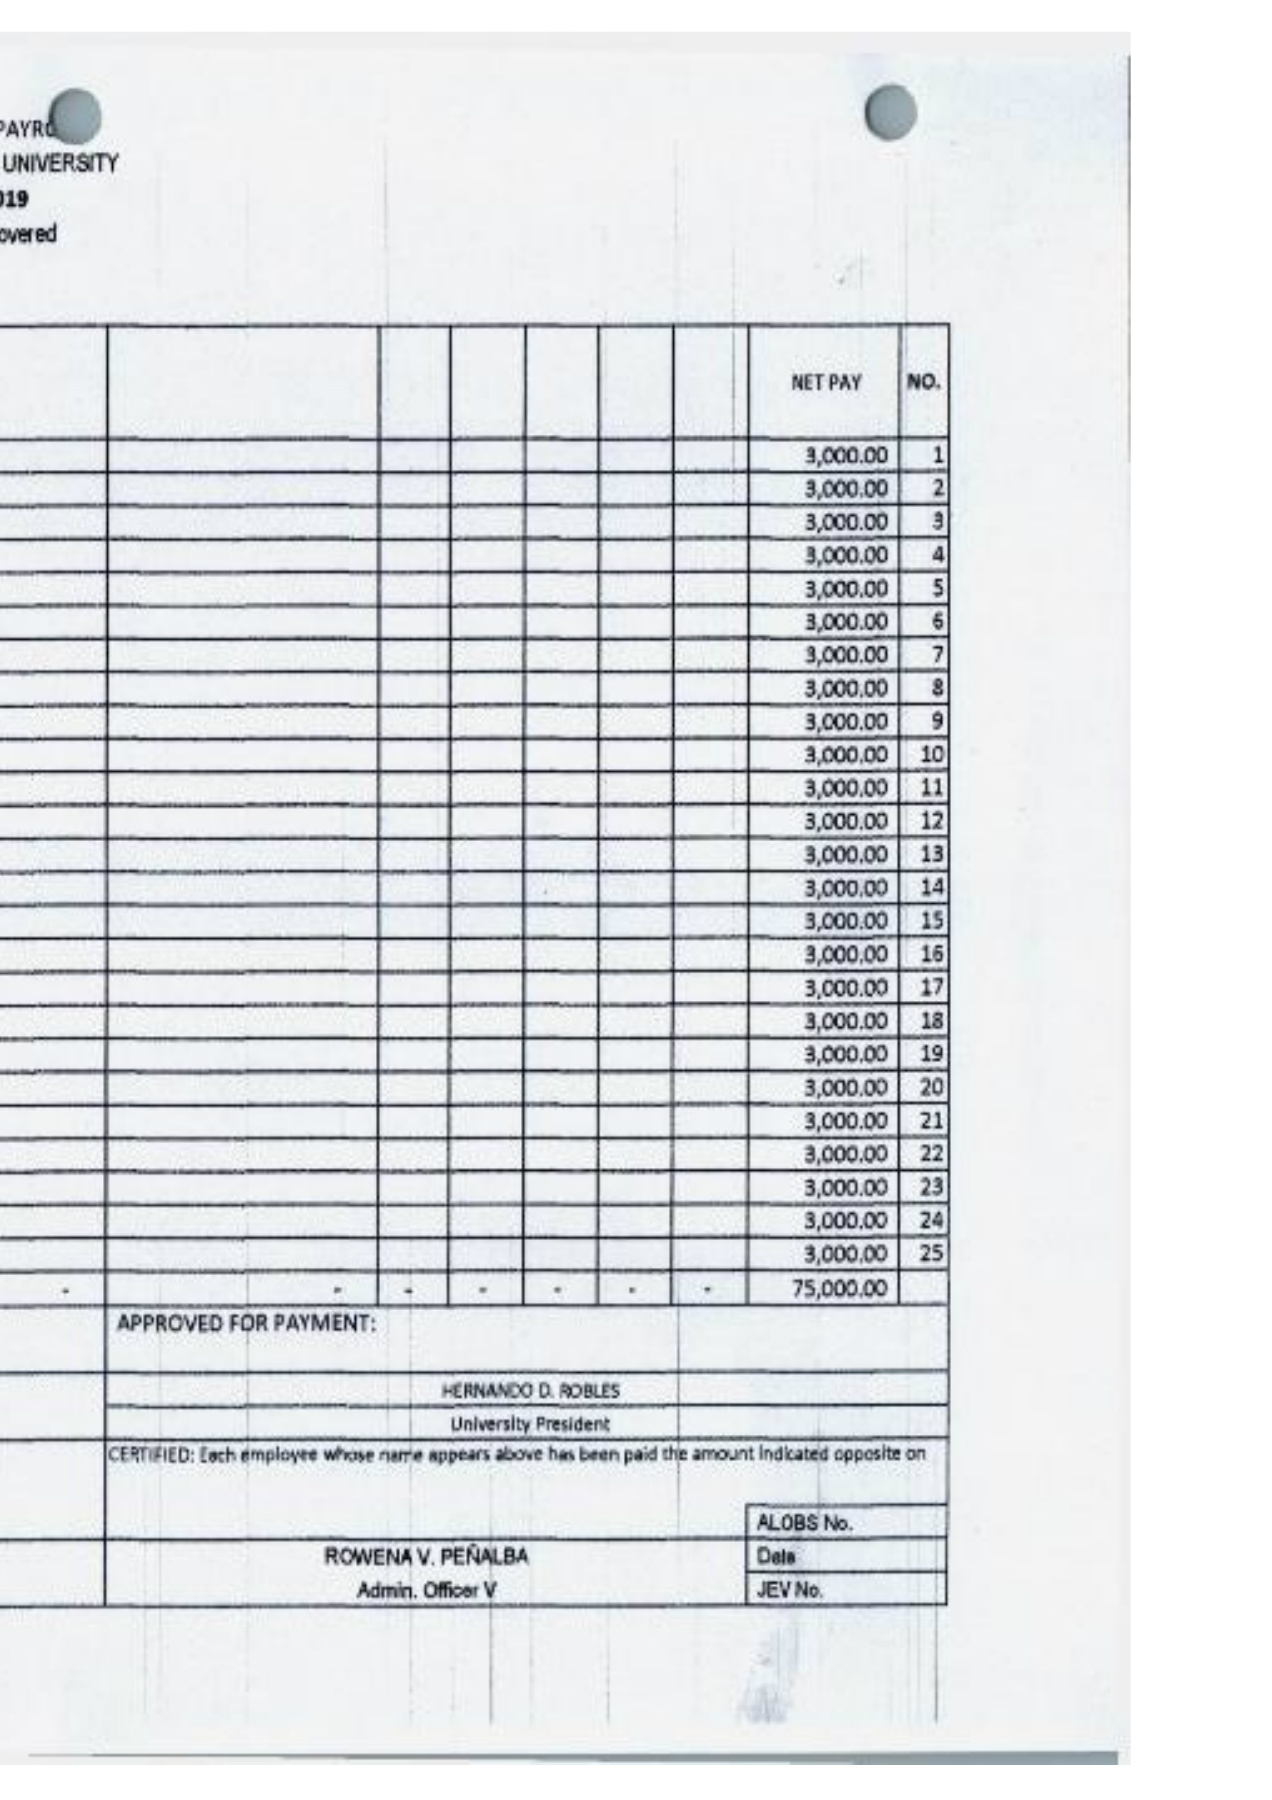 PAYRO
UNIVERSITY
019
overed
NET PAY NO.
3,000.00 1
3,000.00 2
3,000.00 3
3,000.00 4
3,000.00 5
3,000.00 6
3,000.00 7
3,000.00 8
3,000.00 9
3,000.00 10
3,000.00 11
3,000.00 12
3,000.00 13
3,000.00 14
3,000.00 15
3,000.00 16
3,000.00 17
3,000.00 18
3,000.00 19
3,000.00 20
3,000.00 21
3,000.00 22
3,000.00 23
3,000.00 24
3,000.00 25
- - - - - - - 75,000.00
APPROVED FOR PAYMENT:
HERNANDO D. ROBLES
University President
CERTIFIED: Each employee whose name appears above has been paid the amount indicated opposite on
ALOBS No.
ROWENA V. PEÑALBA Date
Admin. Officer V JEV No.